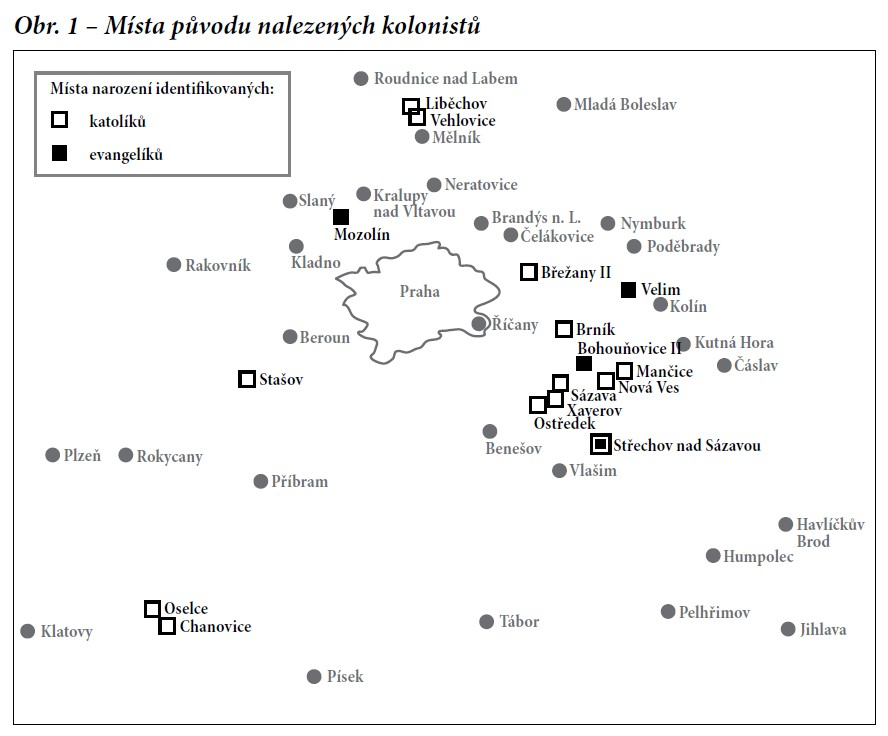 Obr. 1 – Místa původu nalezených kolonistů
Místa narození identifikovaných:
katolíků
evangelíků
Roudnice nad Labem
Liběchov
Vehlovice
Mladá Boleslav
Mělník
Neratovice
Slaný
Kralupy
nad Vltavou
Mozolín
Brandýs n. L.
Čelákovice
Nymburk
Poděbrady
Kladno
Rakovník
Břežany II
Praha
Velim
Kolín
Říčany
Brník
Beroun
Bohouňovice II
Kutná Hora
Čáslav
Mančice
Stašov
Nová Ves
Sázava
Xaverov
Ostředek
Benešov
Střechov nad Sázavou
Plzeň
Rokycany
Vlašim
Příbram
Havlíčkův
Brod
Humpolec
Oselce
Chanovice
Klatovy
Tábor
Pelhřimov
Jihlava
Písek